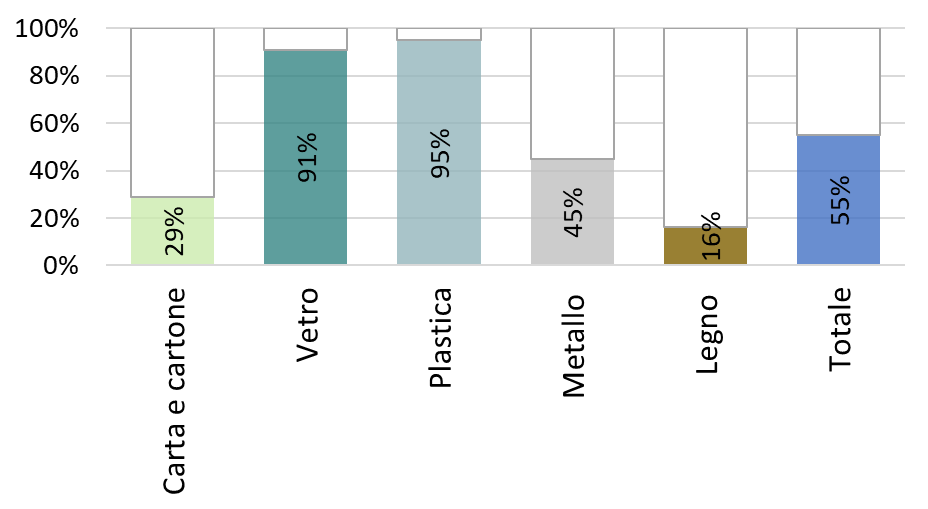 100%
80%
60%
40%
20%
0%
29%
91%
95%
45%
16%
55%
Carta e cartone
Vetro
Plastica
Metallo
Legno
Totale